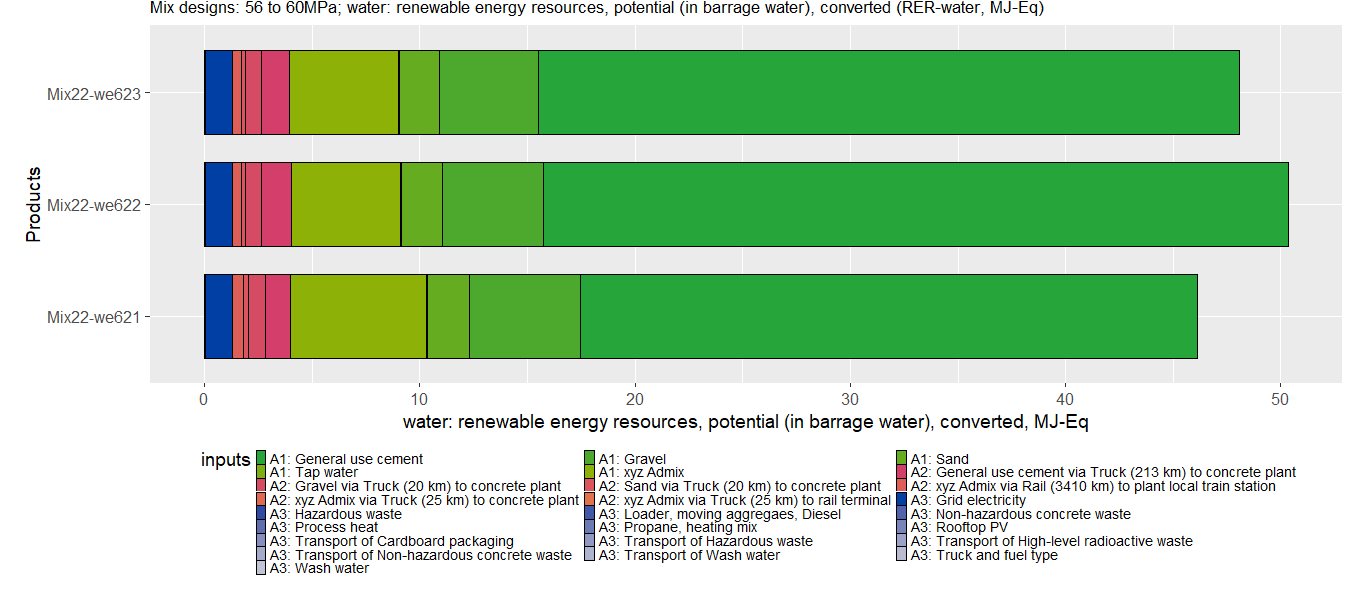 Mix designs: 56 to 60MPa; water: renewable energy resources, potential (in barrage water), converted (RER-water, MJ-Eq)
Products
Mix22-we623
Mix22-we622
Mix22-we621
0 10 20 30 40 50
water: renewable energy resources, potential (in barrage water), converted, MJ-Eq
inputs
A1: General use cement A1: Gravel A1: Sand
A1: Tap water A1: xyz Admix A2: General use cement via Truck (213 km) to concrete plant
A2: Gravel via Truck (20 km) to concrete plant A2: Sand via Truck (20 km) to concrete plant A2: xyz Admix via Rail (3410 km) to plant local train station
A2: xyz Admix via Truck (25 km) to concrete plant A2: xyz Admix via Truck (25 km) to rail terminal A3: Grid electricity
A3: Hazardous waste A3: Loader, moving aggregaes, Diesel A3: Non-hazardous concrete waste
A3: Process heat A3: Propane, heating mix A3: Rooftop PV
A3: Transport of Cardboard packaging A3: Transport of Hazardous waste A3: Transport of High-level radioactive waste
A3: Transport of Non-hazardous concrete waste A3: Transport of Wash water A3: Truck and fuel type
A3: Wash water